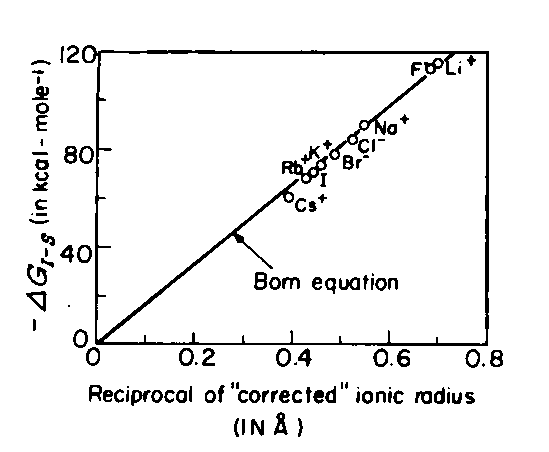 120
80
40
0
- ΔG_I-S (in kcal - mole-1)
F-
Li+
Na+
Cl-
Br-
K+
Rb+
I
Cs+
Born equation
0 0.2 0.4 0.6 0.8
Reciprocal of "corrected" ionic radius
(IN Å)